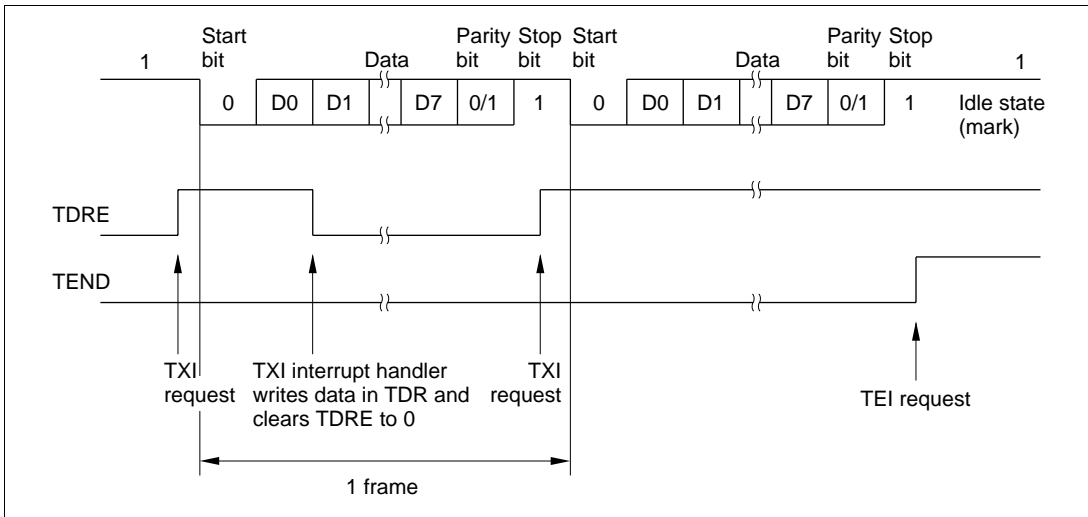 Start bit
Data
Parity bit
Stop bit
Start bit
Data
Parity bit
Stop bit
1
1
0
D0
D1
D7
0/1
1
0
D0
D1
D7
0/1
1
Idle state
(mark)
TDRE
TEND
TXI
request
TXI interrupt handler
writes data in TDR and
clears TDRE to 0
TXI
request
TEI request
1 frame